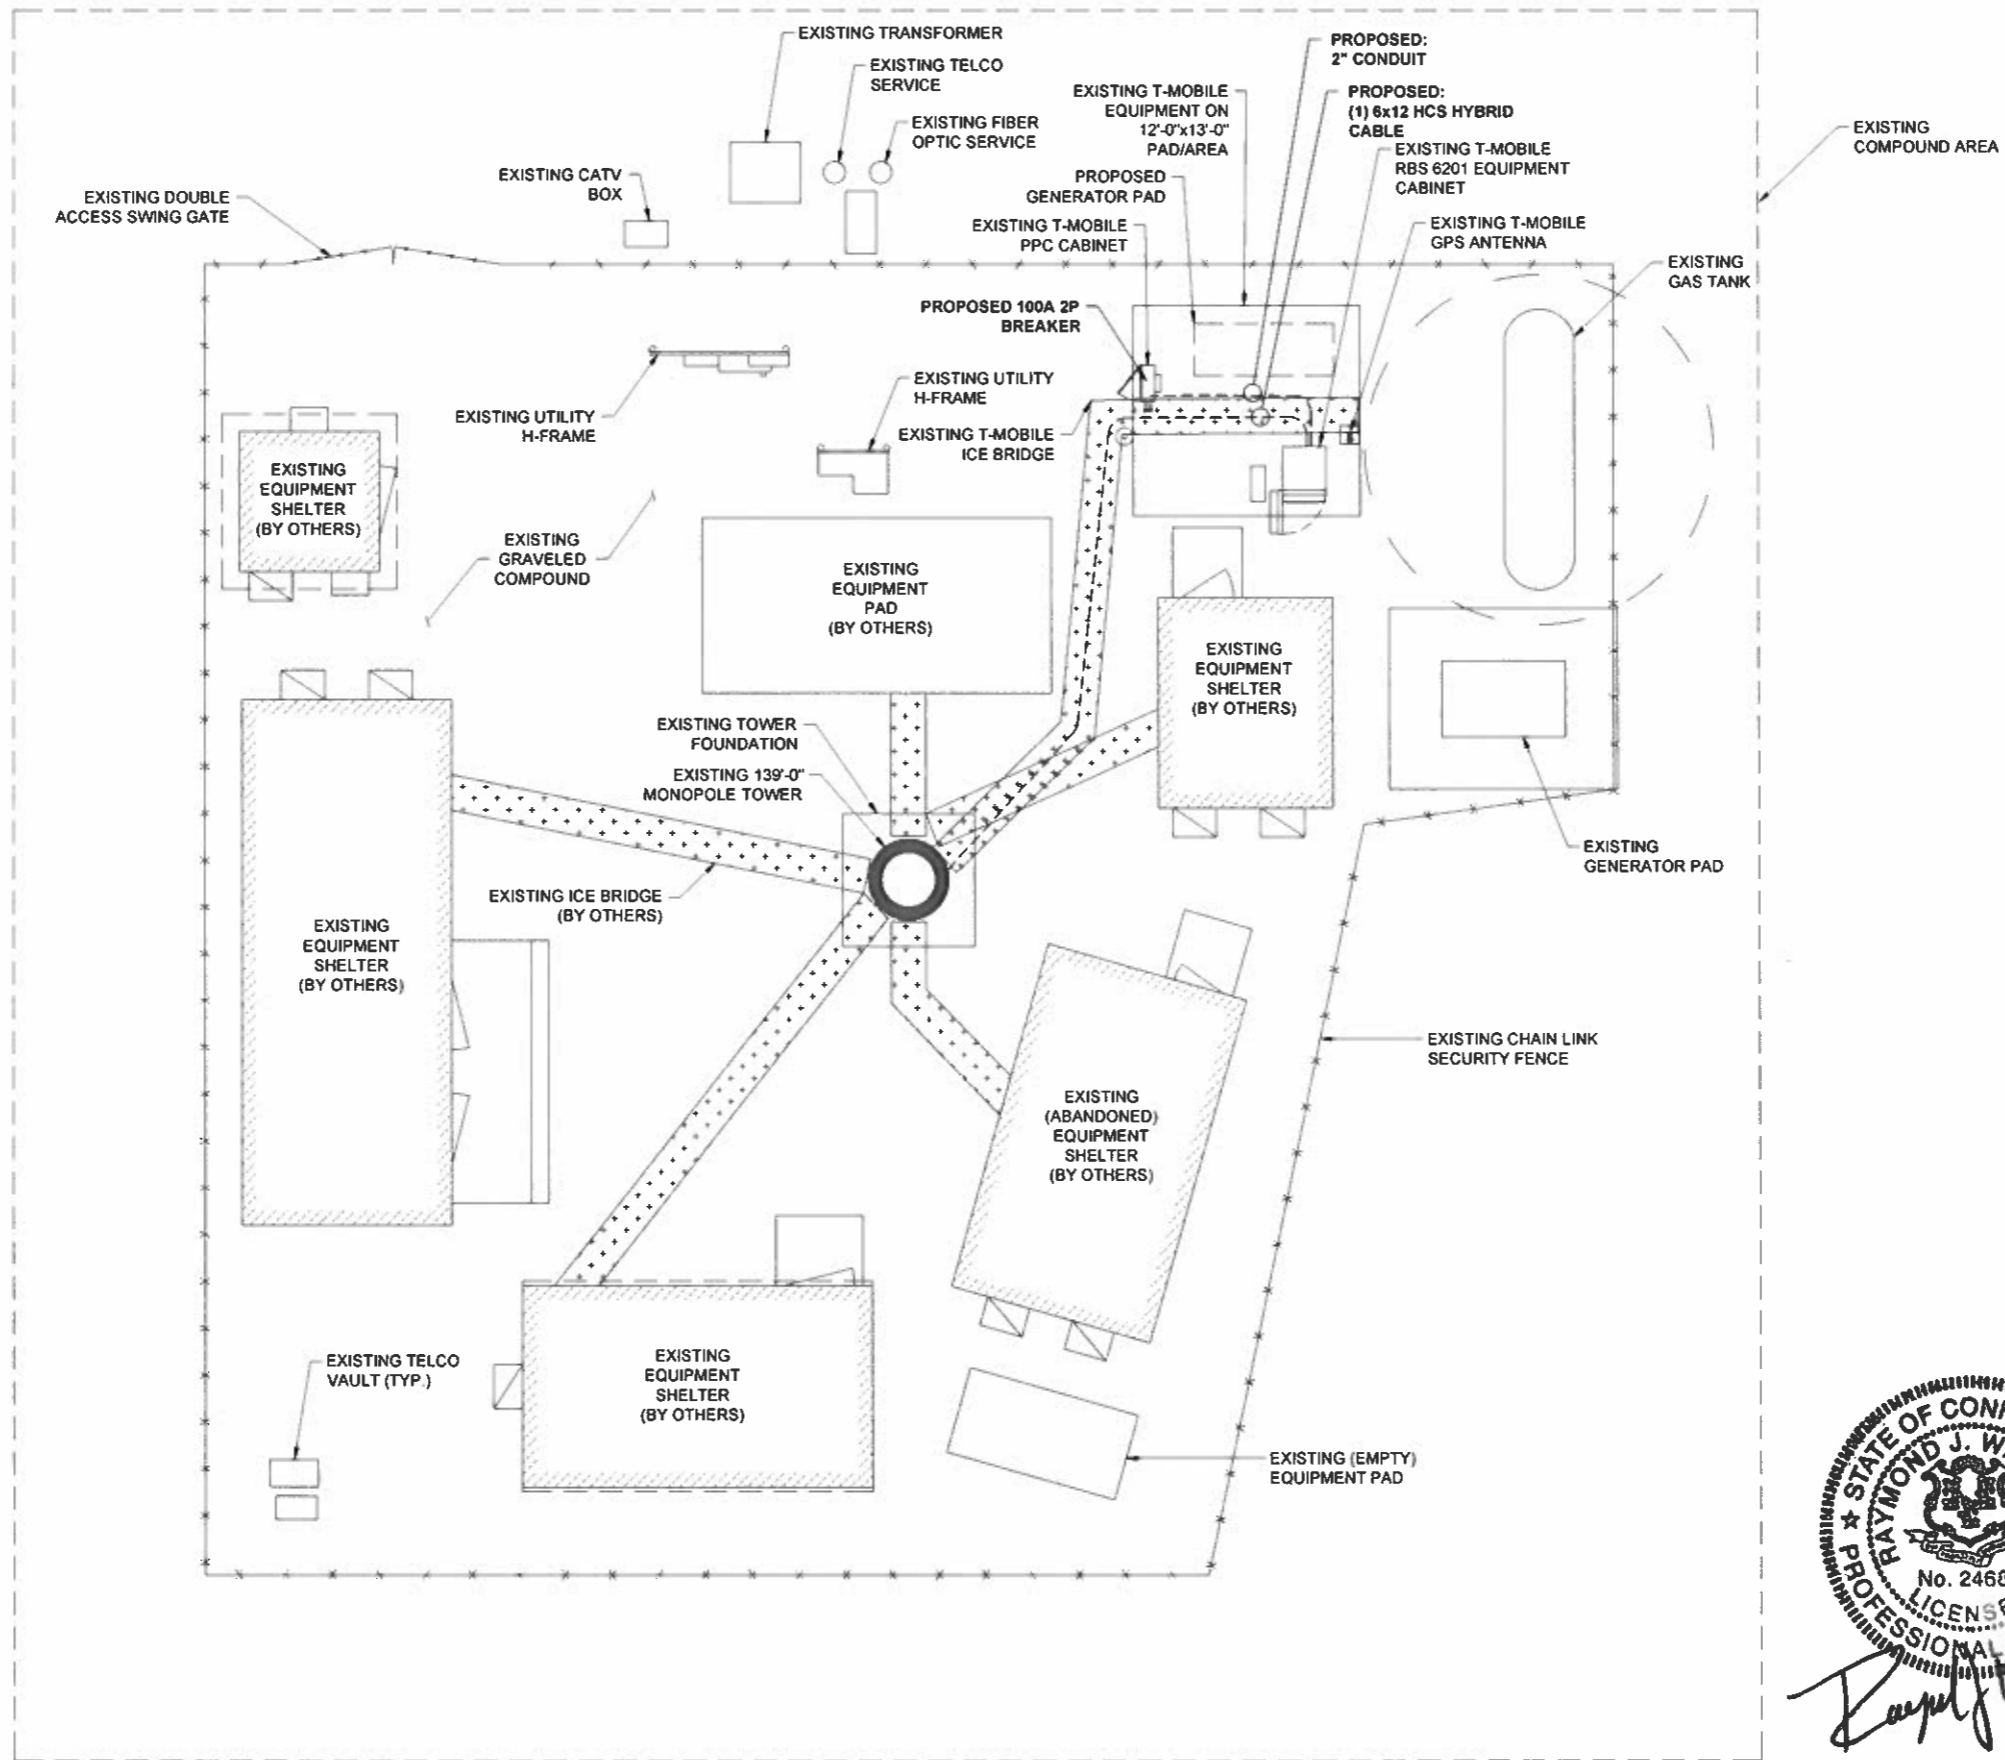 EXISTING TRANSFORMER
EXISTING TELCO
SERVICE
EXISTING FIBER
OPTIC SERVICE
EXISTING CATV
BOX
EXISTING DOUBLE
ACCESS SWING GATE
PROPOSED:
2" CONDUIT
EXISTING T-MOBILE
EQUIPMENT ON
12'-0"x13'-0"
PAD/AREA
PROPOSED:
(1) 6x12 HCS HYBRID
CABLE
EXISTING T-MOBILE
RBS 6201 EQUIPMENT
CABINET
PROPOSED
GENERATOR PAD
EXISTING T-MOBILE
PPC CABINET
EXISTING T-MOBILE
GPS ANTENNA
EXISTING
COMPOUND AREA
EXISTING
GAS TANK
PROPOSED 100A 2P
BREAKER
EXISTING UTILITY
H-FRAME
EXISTING UTILITY
H-FRAME
EXISTING T-MOBILE
ICE BRIDGE
EXISTING
EQUIPMENT
SHELTER
(BY OTHERS)
EXISTING
GRAVELED
COMPOUND
EXISTING
EQUIPMENT
PAD
(BY OTHERS)
EXISTING
EQUIPMENT
SHELTER
(BY OTHERS)
EXISTING TOWER
FOUNDATION
EXISTING 139'-0"
MONOPOLE TOWER
EXISTING
GENERATOR PAD
EXISTING ICE BRIDGE
(BY OTHERS)
EXISTING
EQUIPMENT
SHELTER
(BY OTHERS)
EXISTING CHAIN LINK
SECURITY FENCE
EXISTING
(ABANDONED)
EQUIPMENT
SHELTER
(BY OTHERS)
EXISTING TELCO
VAULT (TYP.)
EXISTING
EQUIPMENT
SHELTER
(BY OTHERS)
EXISTING (EMPTY)
EQUIPMENT PAD
STATE OF
RAYMOND J.
No.
PROFESSIONAL